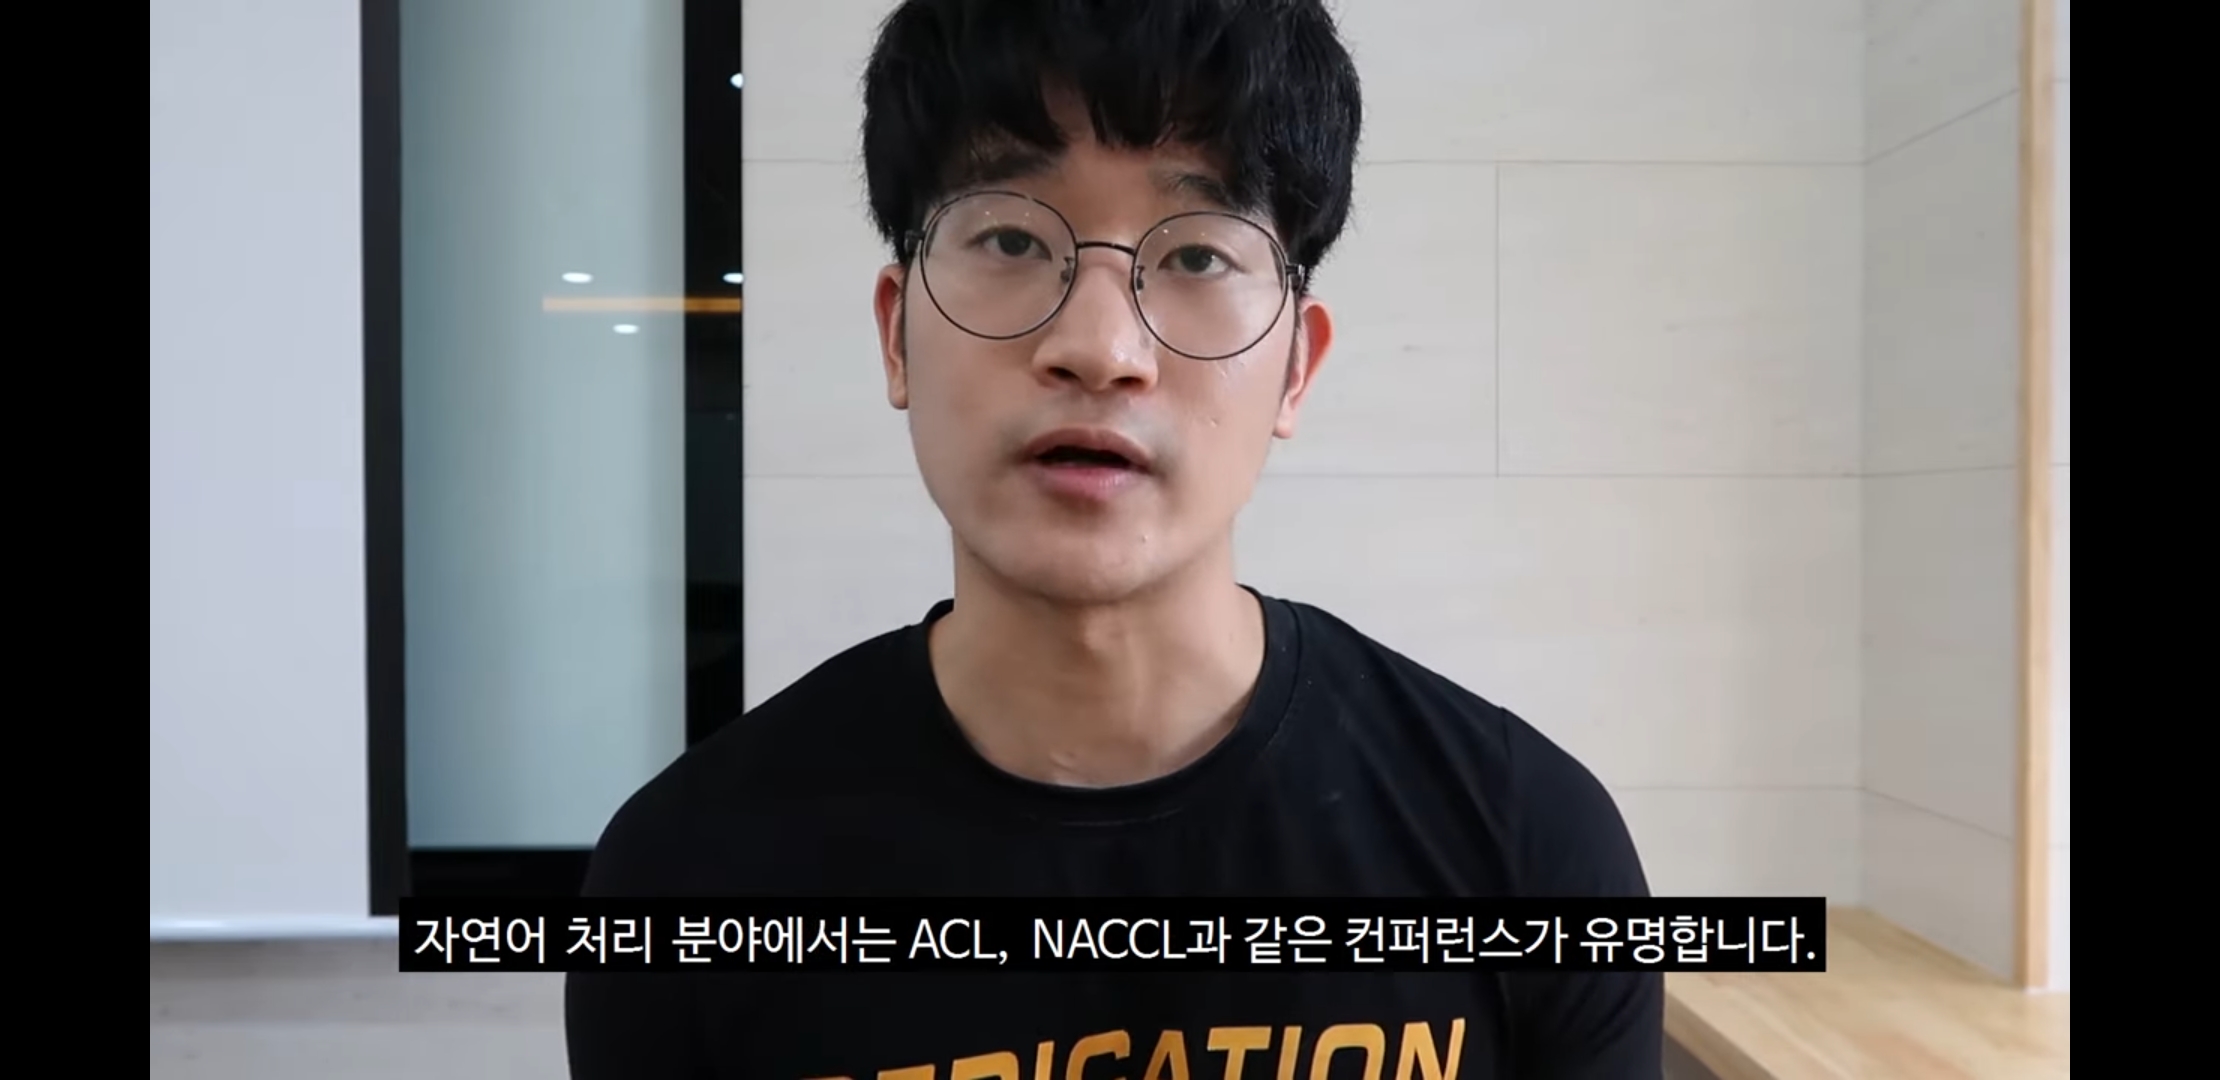 자연어 처리 분야에서는 ACL, NACCL과 같은 컨퍼런스가 유명합니다.
DEDICATION